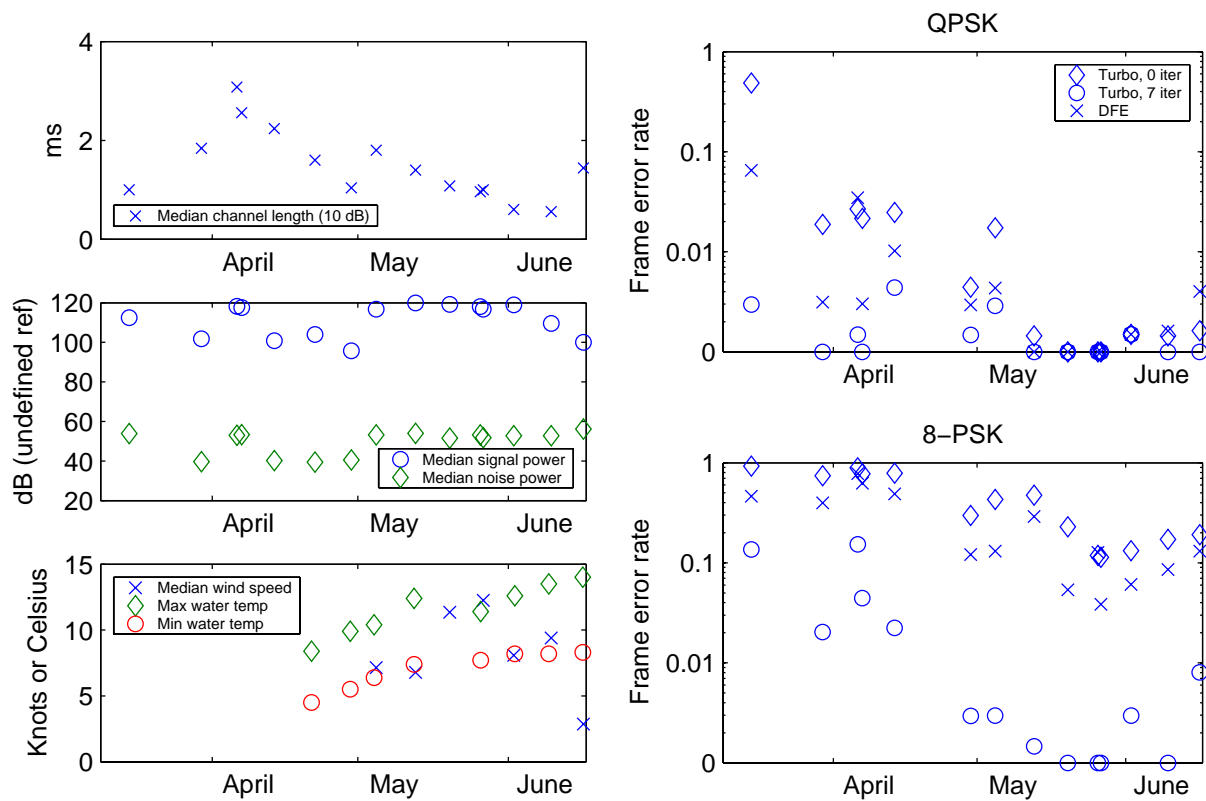 4
2
0
ms
Median channel length (10 dB)
April
May
June
120
100
80
60
40
20
dB (undefined ref)
Median signal power
Median noise power
April
May
June
15
10
5
0
Knots or Celsius
Median wind speed
Max water temp
Min water temp
April
May
June
QPSK
1
0.1
0.01
0
Frame error rate
Turbo, 0 iter
Turbo, 7 iter
DFE
April
May
June
8−PSK
1
0.1
0.01
0
Frame error rate
April
May
June